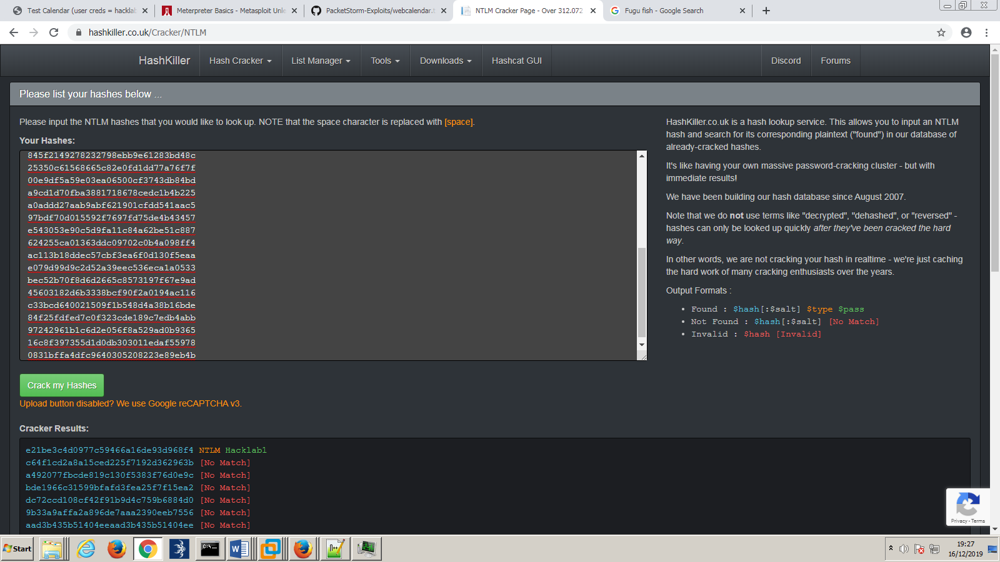 Test Calendar (user creds = hacklab
Meterpreter Basics - Metasploit Unle
PacketStorm-Exploits/webcalendar.t
NTLM Cracker Page - Over 312.072
Fugu fish - Google Search
hashkiller.co.uk/Cracker/NTLM
HashKiller
Hash Cracker
List Manager
Tools
Downloads
Hashcat GUI
Discord
Forums
Please list your hashes below ...
Please input the NTLM hashes that you would like to look up. NOTE that the space character is replaced with [space].
Your Hashes:
845f2149278232798ebb9e61283bd48c
25350c61568665c82e0fd1dd77a76f7f
00e9df5a59e03ea06500cf3743db84bd
a9cd1d70fba3881718678cedc1b4b225
a0addd27aab9abf621901cfdd541aac5
97bdf70d015592f7697fd75de4b43457
e543053e90c5d9fa11c84a62be51c887
624255ca01363ddc09702c0b4a098ff4
ac113b18ddec57cbf3ea6f0d130f5eaa
e079d99d9c2d52a39eec536eca1a0533
bec52b70f8d6d2665c8573197f67e9ad
45603182d6b3338bcf90f2a0194ac116
c33bcd640021509f1b548d4a38b16bde
84f25fdfed7c0f323cde189c7edb4abb
97242961b1c6d2e056f8a529ad0b9365
16c8f397355d1d0db303011edaf55978
0831bffa4dfc9640305208223e89eb4b
Crack my Hashes
Upload button disabled? We use Google reCAPTCHA v3.
HashKiller.co.uk is a hash lookup service. This allows you to input an NTLM
hash and search for its corresponding plaintext ("found") in our database of
already-cracked hashes.
It's like having your own massive password-cracking cluster - but with
immediate results!
We have been building our hash database since August 2007.
Note that we do not use terms like "decrypted", "dehashed", or "reversed" -
hashes can only be looked up quickly after they've been cracked the hard
way.
In other words, we are not cracking your hash in realtime - we're just caching
the hard work of many cracking enthusiasts over the years.
Output Formats :
Found : $hash[:$salt] $type $pass
Not Found : $hash[:$salt] [No Match]
Invalid : $hash [Invalid]
Cracker Results:
e21be3c4d0977c59466a16de93d968f4 NTLM Hacklab1
c64f1cd2a8a15ced225f7192d362963b [No Match]
a492077fbcde819c130f5383f76d0e9c [No Match]
bde1966c31599bfafd3fea25f7f15ea2 [No Match]
dc72ccd108cf42f91b9d4c759b6884d0 [No Match]
9b33a9affa2a896de7aaa2390eeb7556 [No Match]
aad3b435b51404eeaad3b435b51404ee [No Match]
Privacy - Terms
Start
19:27
16/12/2019